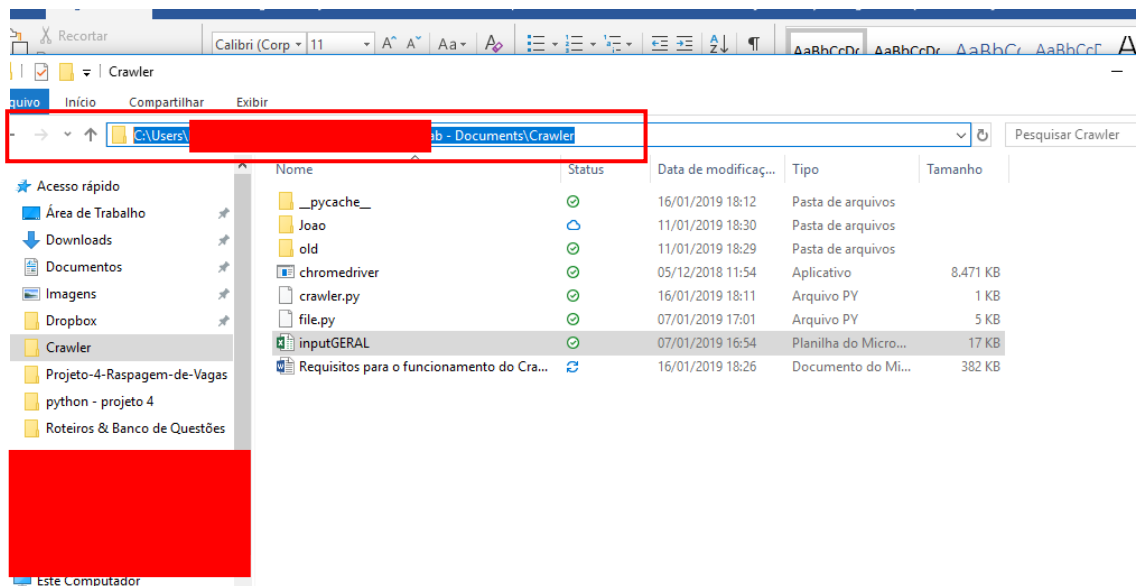 Recortar
Calibri (Corp 11 Aa
AaBbCcDc AaBbCcDc AaBbCc AaBbCcD
Crawler
quivo Início Compartilhar Exibir
C:\Users\ ab - Documents\Crawler Pesquisar Crawler
Nome Status Data de modificaç... Tipo Tamanho
Acesso rápido
Área de Trabalho
Downloads
Documentos
Imagens
Dropbox
Crawler
Projeto-4-Raspagem-de-Vagas
python - projeto 4
Roteiros & Banco de Questões
Este Computador
__pycache__ 16/01/2019 18:12 Pasta de arquivos
Joao 11/01/2019 18:30 Pasta de arquivos
old 11/01/2019 18:29 Pasta de arquivos
chromedriver 05/12/2018 11:54 Aplicativo 8.471 KB
crawler.py 16/01/2019 18:11 Arquivo PY 1 KB
file.py 07/01/2019 17:01 Arquivo PY 5 KB
inputGERAL 07/01/2019 16:54 Planilha do Micro... 17 KB
Requisitos para o funcionamento do Cra... 16/01/2019 18:26 Documento do Mi... 382 KB